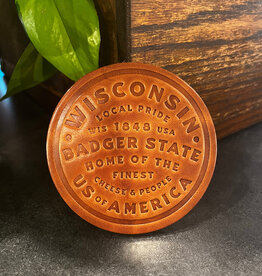 WISCONSIN
LOCAL PRIDE
WIS 1848 USA
BADGER STATE
HOME OF THE
FINEST
CHEESE & PEOPLE
US OF AMERICA